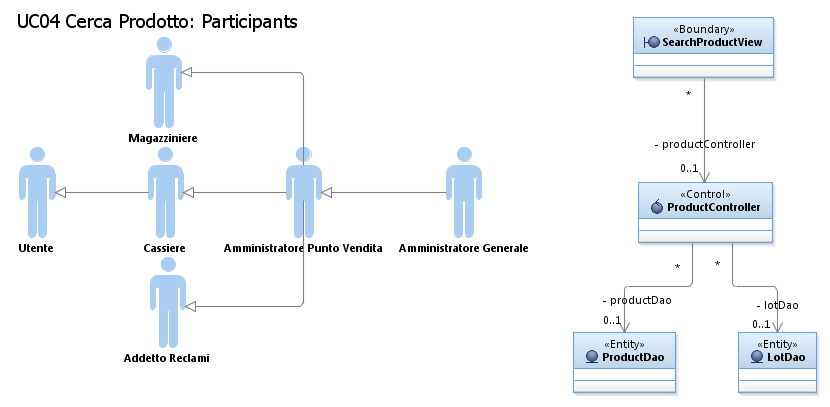 UC04 Cerca Prodotto: Participants
Magazziniere
Utente
Cassiere
Amministratore Punto Vendita
Amministratore Generale
Addetto Reclami
«Boundary»
SearchProductView
*
- productController
0..1
«Control»
ProductController
*
*
- productDao
- lotDao
0..1
0..1
«Entity»
ProductDao
«Entity»
LotDao